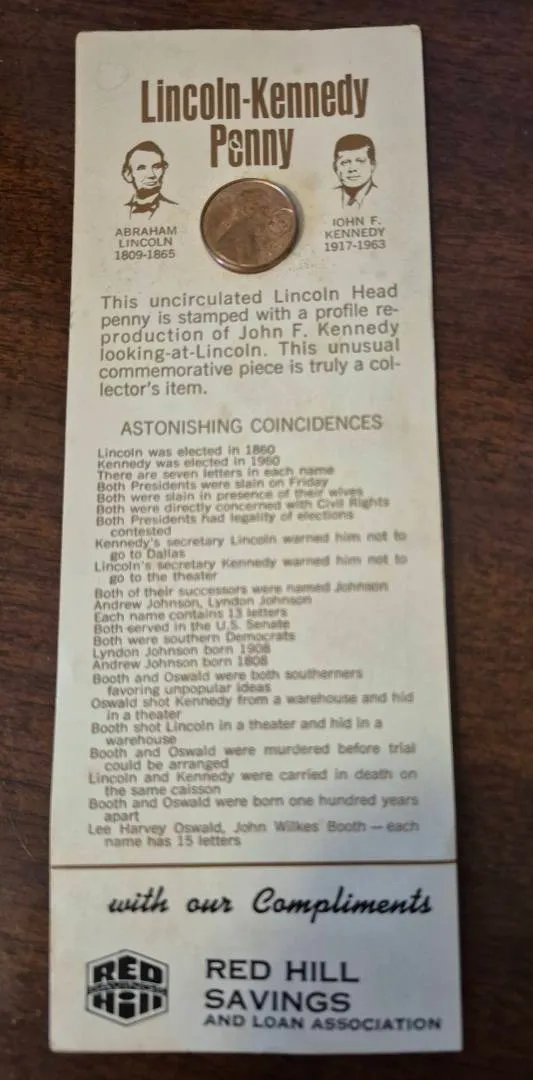 Lincoln-Kennedy
Penny
ABRAHAM
LINCOLN
1809-1865
JOHN F.
KENNEDY
1917-1963
This uncirculated Lincoln Head
penny is stamped with a profile re-
production of John F. Kennedy
looking-at-Lincoln. This unusual
commemorative piece is truly a col-
lector's item.
ASTONISHING COINCIDENCES
Lincoln was elected in 1860
Kennedy was elected in 1960
There are seven letters in each name
Both Presidents were slain on Friday
Both were slain in presence of their wives
Both were directly concerned with Civil Rights
Both Presidents had legality of elections
contested
Kennedy's secretary Lincoln warned him not to
go to Dallas
Lincoln's secretary Kennedy warned him not to
go to the theater
Both of their successors were named Johnson
Andrew Johnson, Lyndon Johnson
Each name contains 13 letters
Both served in the U.S. Senate
Both were southern Democrats
Lyndon Johnson born 1908
Andrew Johnson born 1808
Booth and Oswald were both southerners
favoring unpopular ideas
Oswald shot Kennedy from a warehouse and hid
in a theater
Booth shot Lincoln in a theater and hid in a
warehouse
Booth and Oswald were murdered before trial
could be arranged
Lincoln and Kennedy were carried in death on
the same caisson
Booth and Oswald were born one hundred years
apart
Lee Harvey Oswald, John Wilkes Booth — each
name has 15 letters
with our Compliments
RED
Hill
RED HILL
SAVINGS
AND LOAN ASSOCIATION